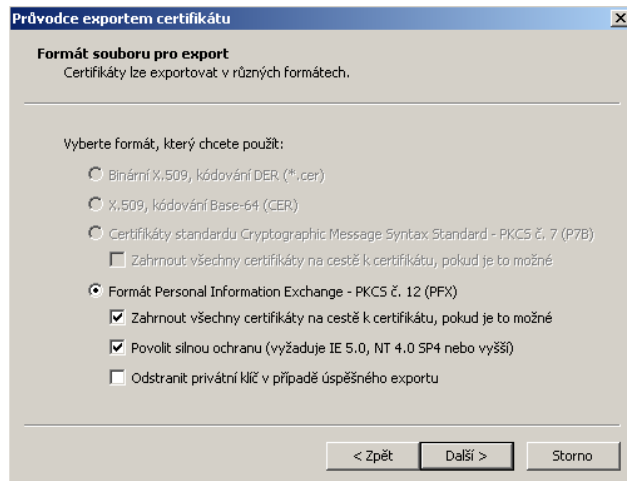 Průvodce exportem certifikátu
Formát souboru pro export
Certifikáty lze exportovat v různých formátech.
Vyberte formát, který chcete použít:
Binární X.509, kódování DER (*.cer)
X.509, kódování Base-64 (CER)
Certifikáty standardu Cryptographic Message Syntax Standard - PKCS č. 7 (P7B)
Zahrnout všechny certifikáty na cestě k certifikátu, pokud je to možné
Formát Personal Information Exchange - PKCS č. 12 (PFX)
Zahrnout všechny certifikáty na cestě k certifikátu, pokud je to možné
Povolit silnou ochranu (vyžaduje IE 5.0, NT 4.0 SP4 nebo vyšší)
Odstranit privátní klíč v případě úspěšného exportu
< Zpět Další > Storno